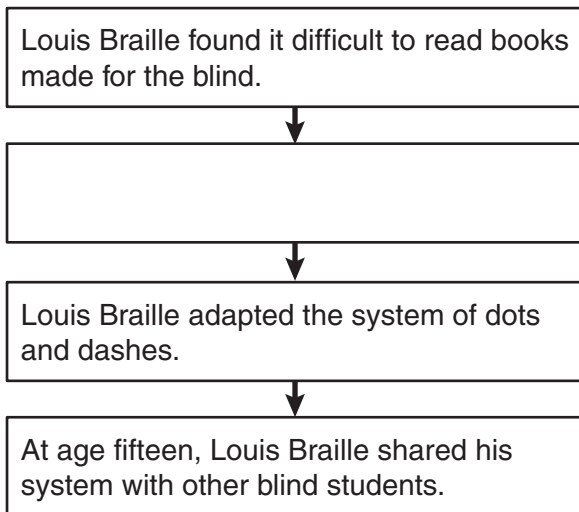 Louis Braille found it difficult to read books
made for the blind.
Louis Braille adapted the system of dots
and dashes.
At age fifteen, Louis Braille shared his
system with other blind students.